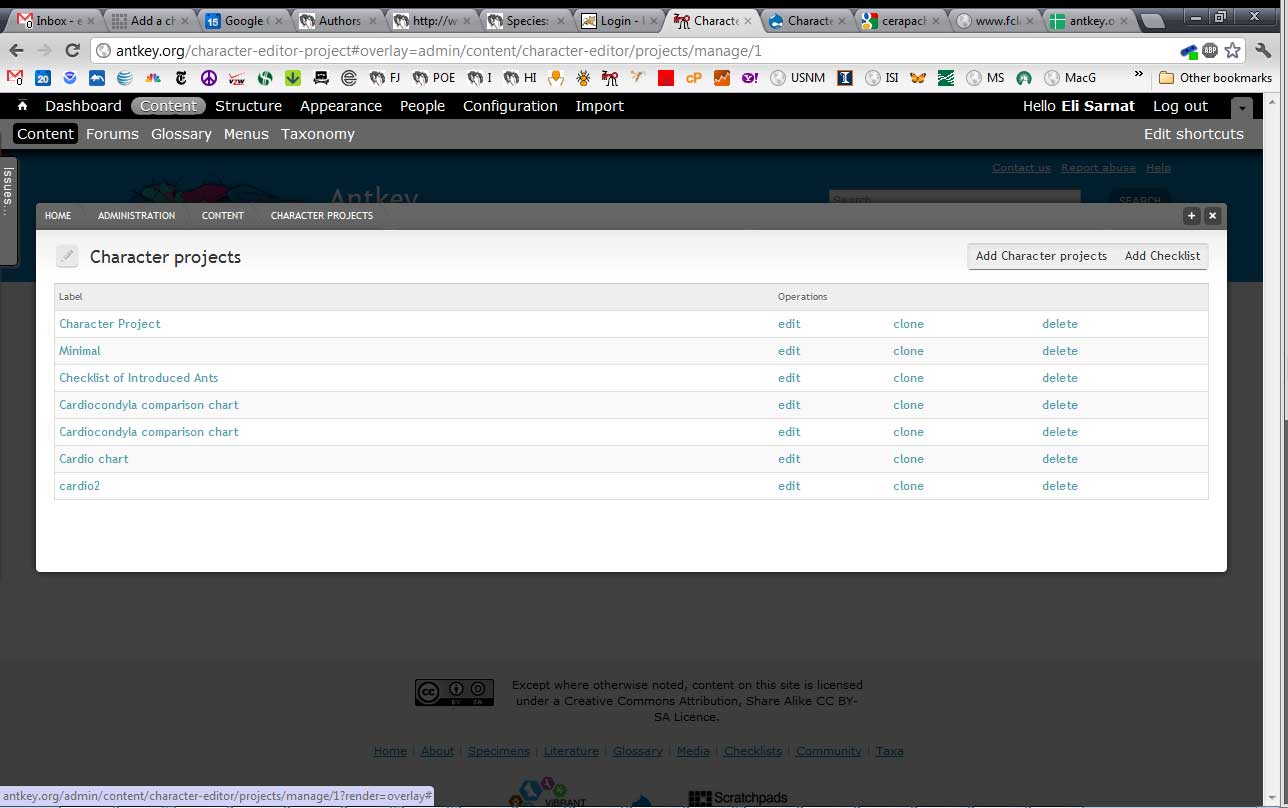 Inbox - e Add a ch Google C Authors http://w Species: Login - Characte Characte cerapach www.fck antkey.o
antkey.org/character-editor-project#overlay=admin/content/character-editor/projects/manage/1
FJ POE I HI USNM ISI MS MacG » Other bookmarks
Dashboard Content Structure Appearance People Configuration Import Hello Eli Sarnat Log out
Content Forums Glossary Menus Taxonomy Edit shortcuts
Issues...
Contact us Report abuse Help
Antkey
Search SEARCH
HOME ADMINISTRATION CONTENT CHARACTER PROJECTS
Character projects Add Character projects Add Checklist
Label Operations
Character Project edit clone delete
Minimal edit clone delete
Checklist of Introduced Ants edit clone delete
Cardiocondyla comparison chart edit clone delete
Cardiocondyla comparison chart edit clone delete
Cardio chart edit clone delete
cardio2 edit clone delete
Except where otherwise noted, content on this site is licensed
under a Creative Commons Attribution, Share Alike CC BY-
SA Licence.
Home | About | Specimens | Literature | Glossary | Media | Checklists | Community | Taxa
ViBRANT Scratchpads
antkey.org/admin/content/character-editor/projects/manage/1?render=overlay#